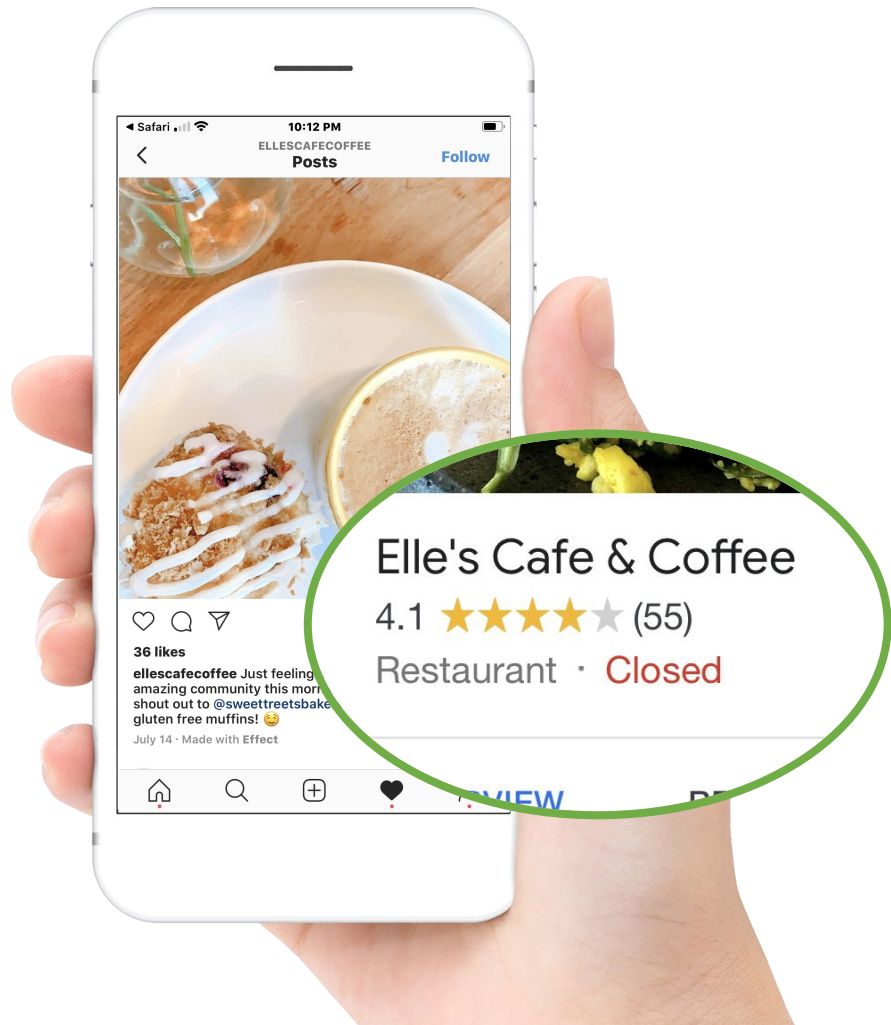 Safari
10:12 PM
ELLESCAFECOFFEE
Posts
Follow
36 likes
ellescafecoffee Just feeling
amazing community this
shout out to @sweettreetsbake
gluten free muffins! 🤤
July 14 · Made with Effect
Elle's Cafe & Coffee
4.1 ★★★★★ (55)
Restaurant · Closed